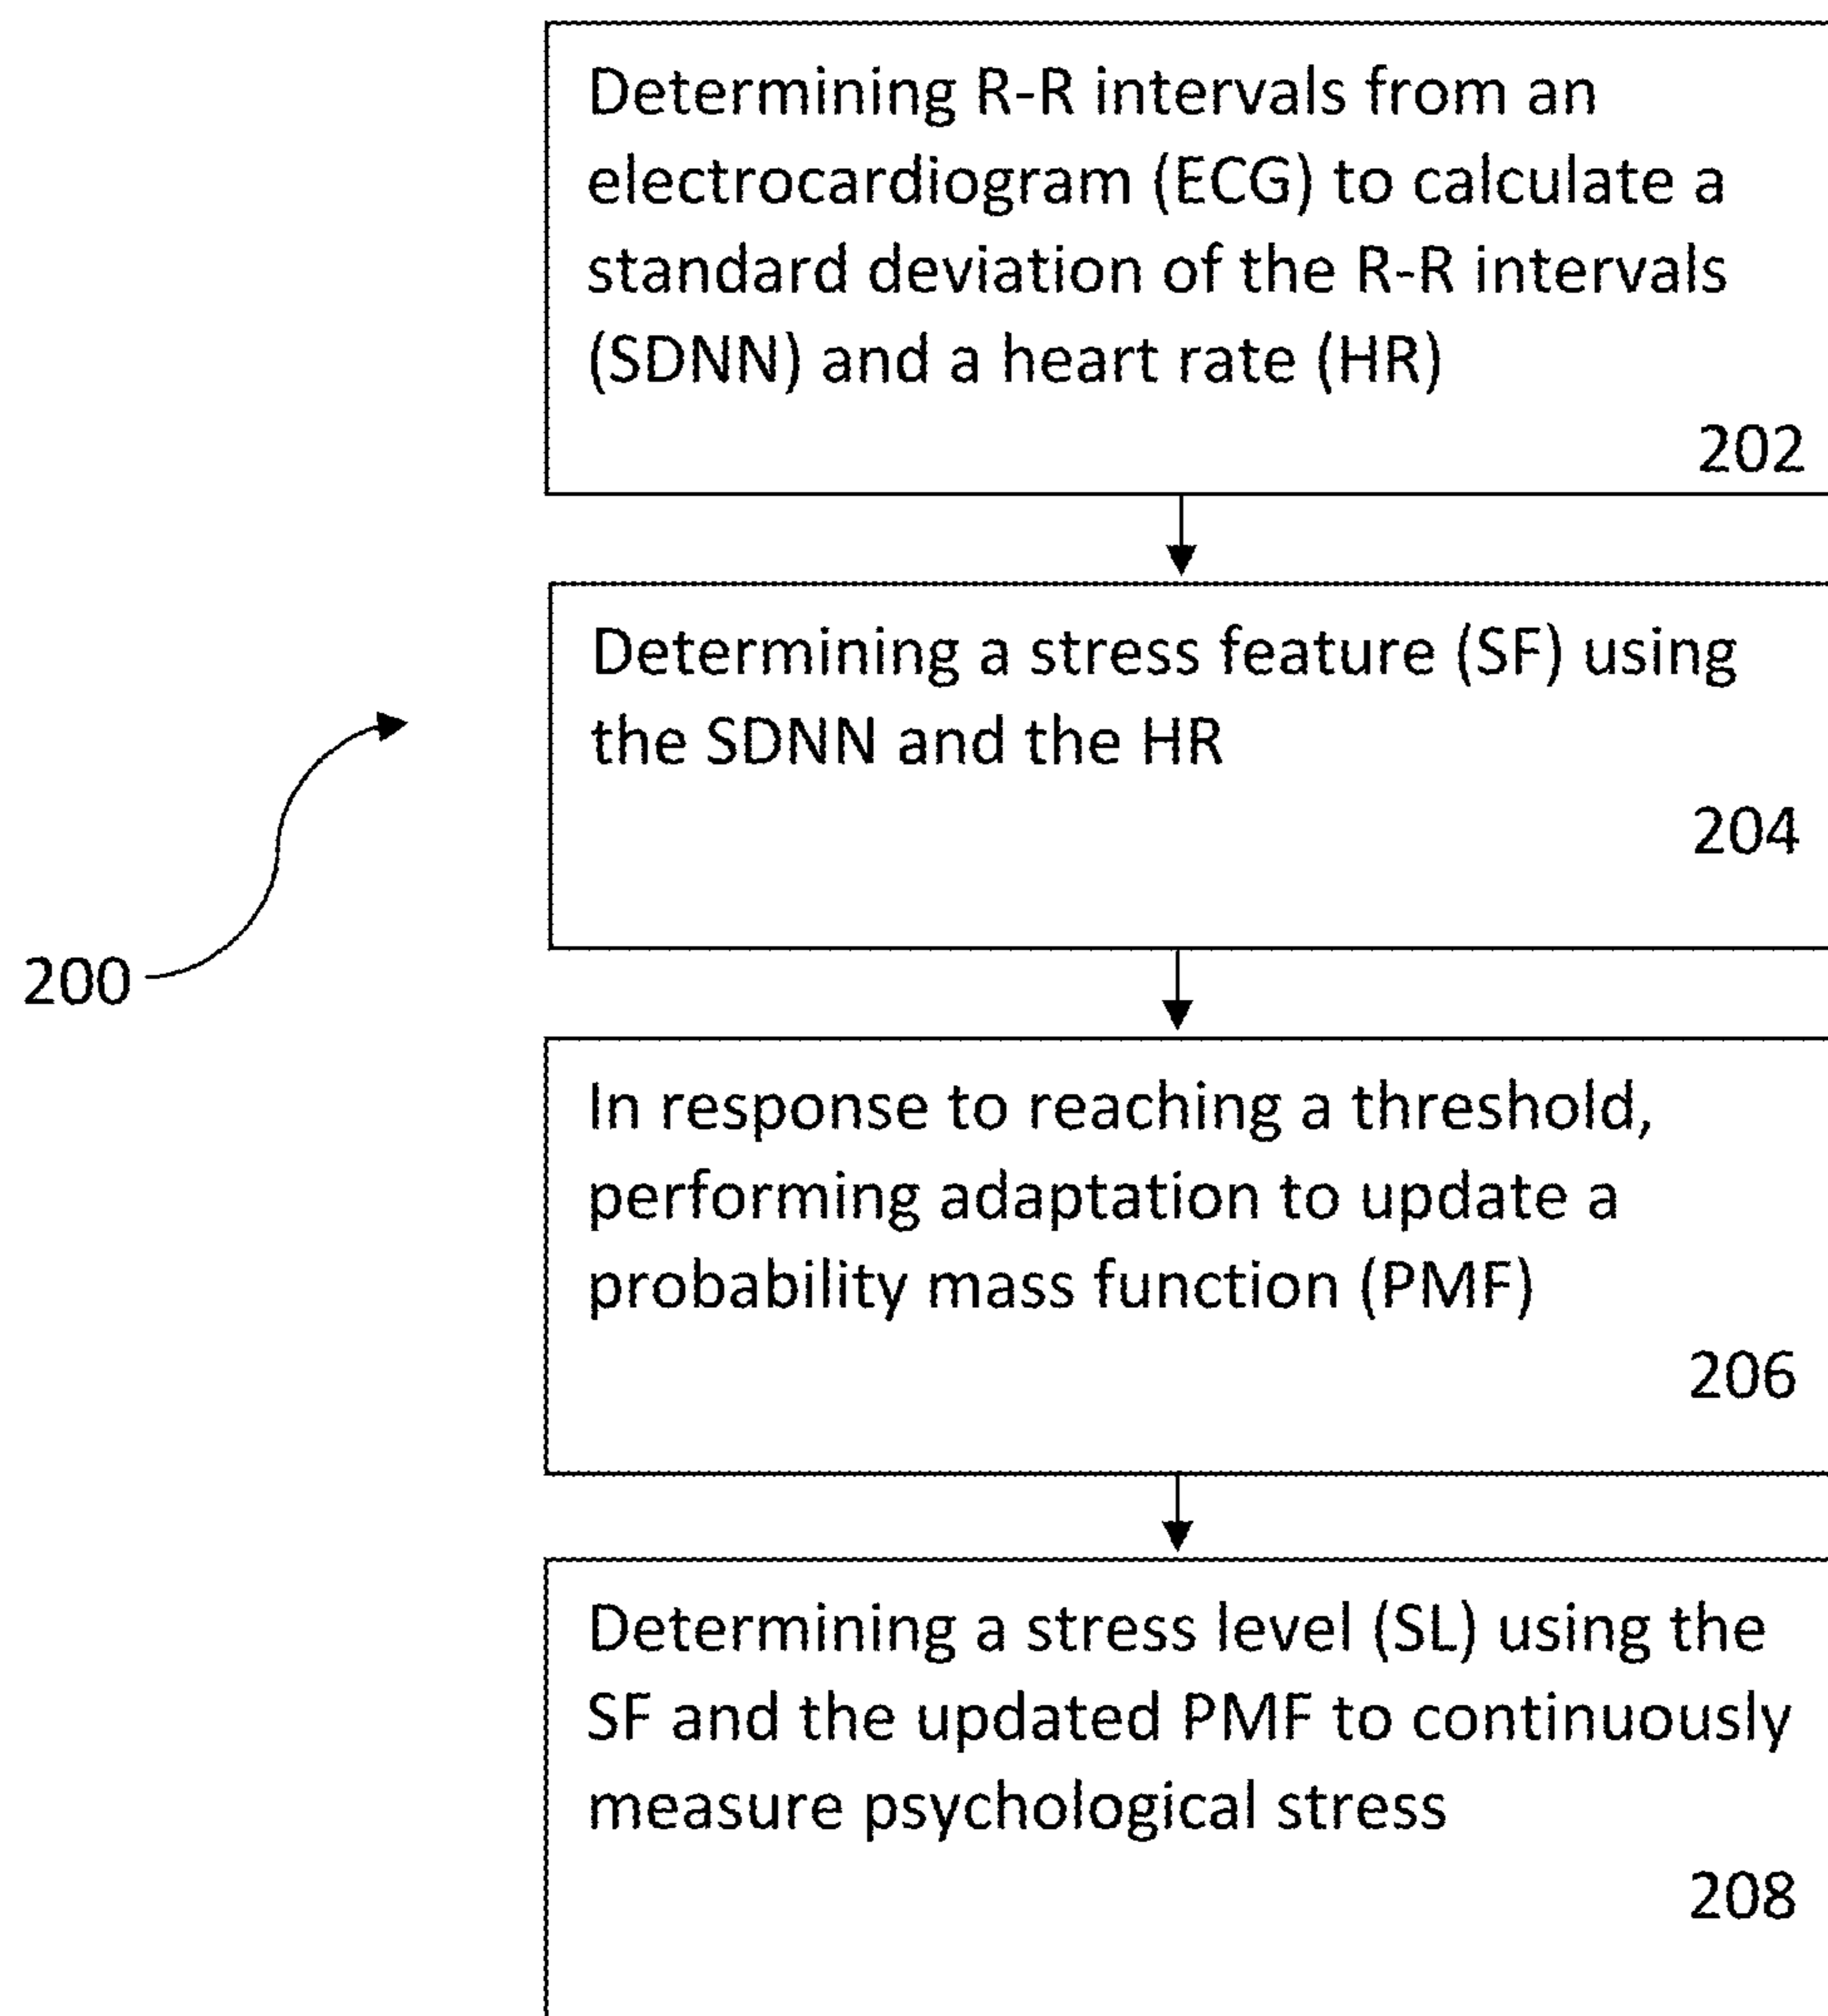 Determining R-R intervals from an
electrocardiogram (ECG) to calculate a
standard deviation of the R-R intervals
(SDNN) and a heart rate (HR)
202
Determining a stress feature (SF) using
the SDNN and the HR
204
200
In response to reaching a threshold,
performing adaptation to update a
probability mass function (PMF)
206
Determining a stress level (SL) using the
SF and the updated PMF to continuously
measure psychological stress
208